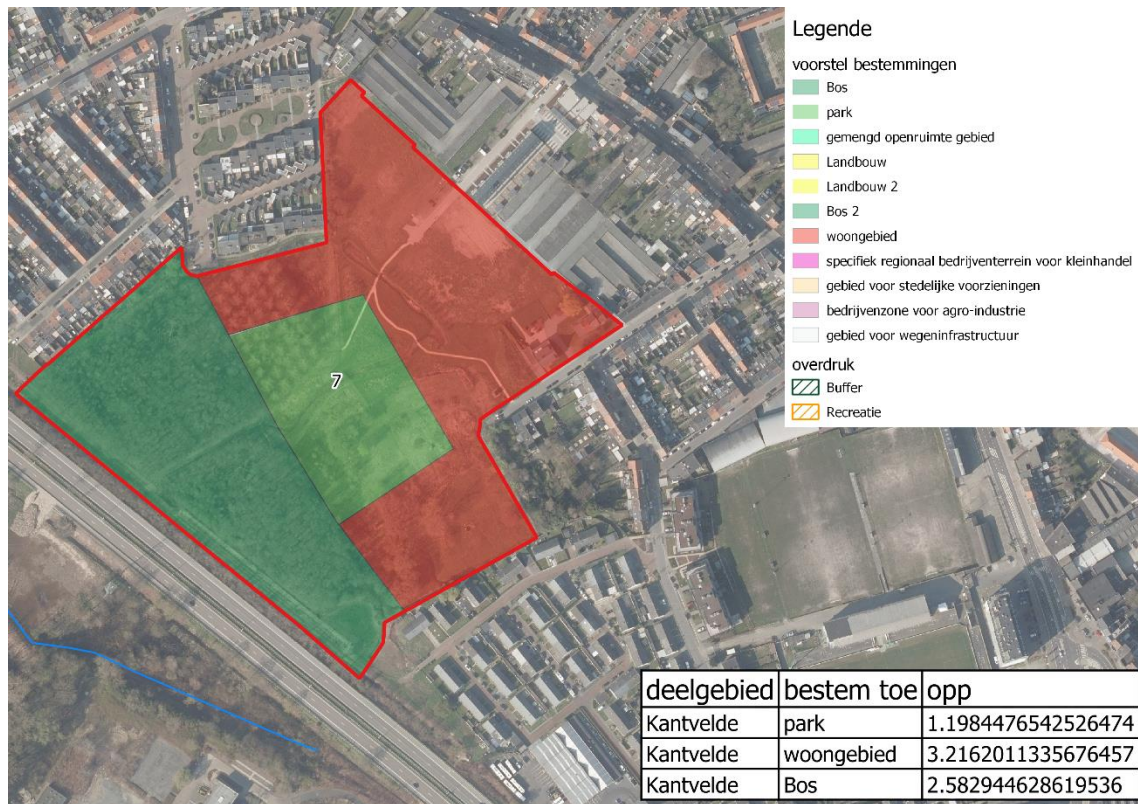 Legende
voorstel bestemmingen
Bos
park
gemengd openruimte gebied
Landbouw
Landbouw 2
Bos 2
woongebied
specifiek regionaal bedrijventerrein voor kleinhandel
gebied voor stedelijke voorzieningen
bedrijvenzone voor agro-industrie
gebied voor wegeninfrastructuur
overdruk
Buffer
Recreatie
7
deelgebied bestem toe opp
Kantvelde park 1.1984476542526474
Kantvelde woongebied 3.2162011335676457
Kantvelde Bos 2.582944628619536